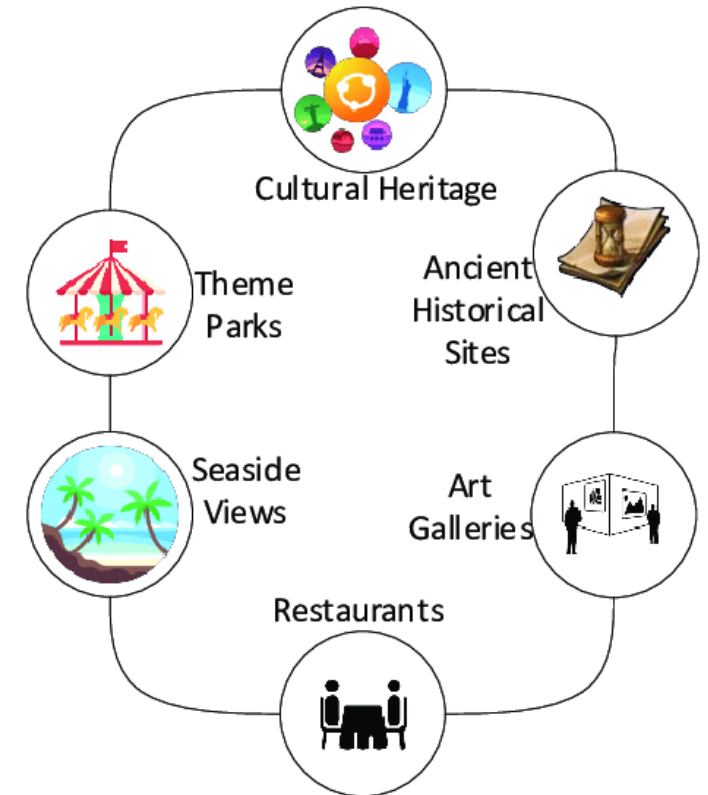 Cultural Heritage
Ancient
Historical
Sites
Theme
Parks
Seaside
Views
Art
Galleries
Restaurants